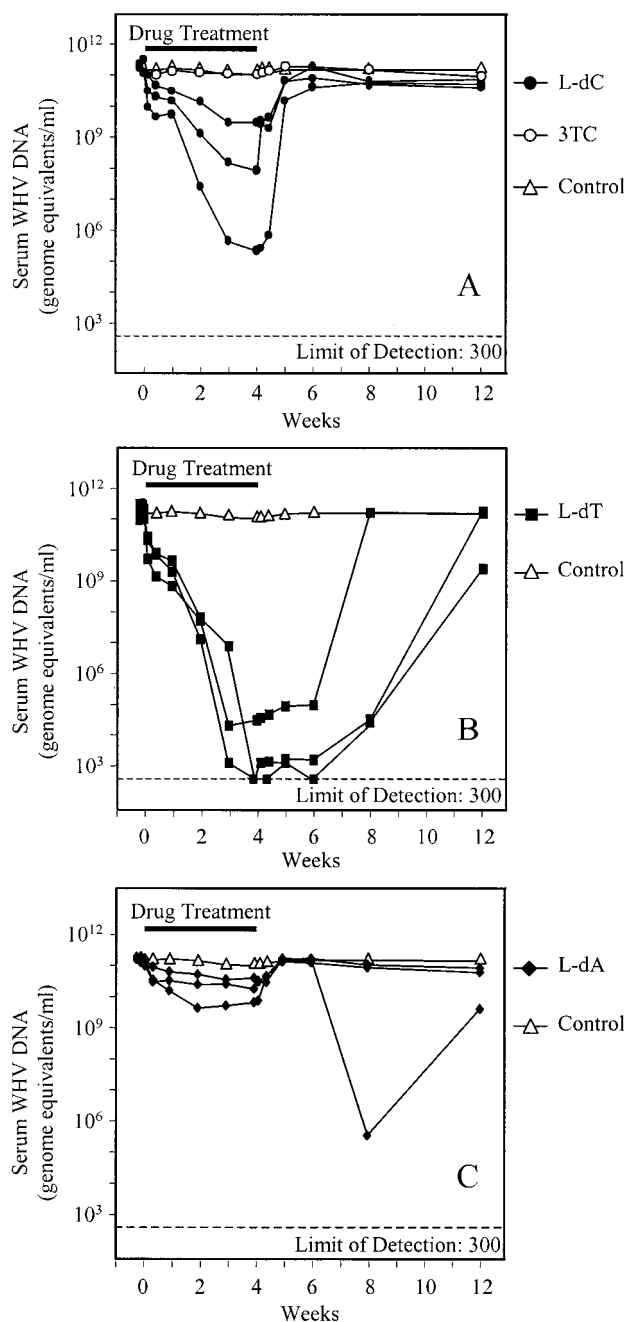 Drug Treatment
10¹²
10⁹
10⁶
10³
Serum WHV DNA
(genome equivalents/ml)
L-dC
3TC
Control
A
Limit of Detection: 300
0 2 4 6 8 10 12
Weeks
Drug Treatment
10¹²
10⁹
10⁶
10³
Serum WHV DNA
(genome equivalents/ml)
L-dT
Control
B
Limit of Detection: 300
0 2 4 6 8 10 12
Weeks
Drug Treatment
10¹²
10⁹
10⁶
10³
Serum WHV DNA
(genome equivalents/ml)
L-dA
Control
C
Limit of Detection: 300
0 2 4 6 8 10 12
Weeks